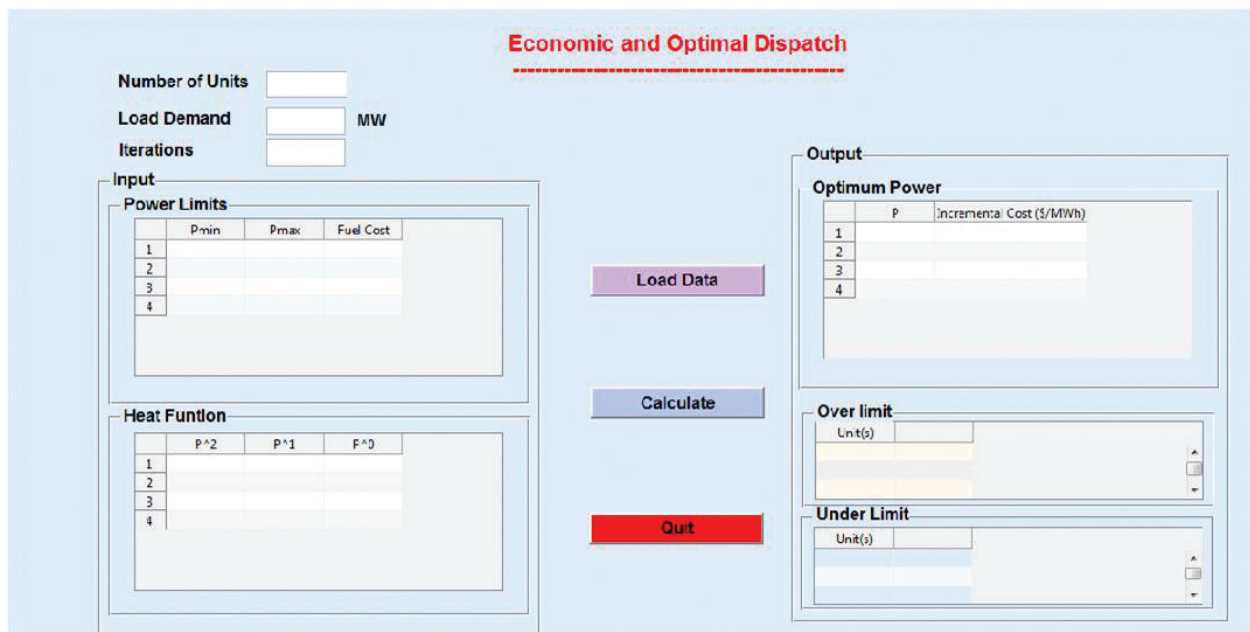 Economic and Optimal Dispatch
Number of Units
Load Demand MW
Iterations
Input
Power Limits
Pmin Pmax Fuel Cost
1
2
3
4
Heat Funtion
P^2 P^1 P^0
1
2
3
4
Load Data
Calculate
Quit
Output
Optimum Power
P Incremental Cost ($/MWh)
1
2
3
4
Over limit
Unit(s)
Under Limit
Unit(s)